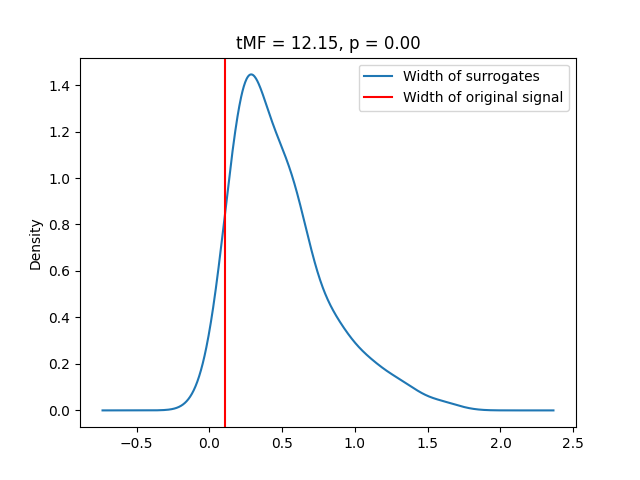 tMF = 12.15, p = 0.00
Width of surrogates
Width of original signal
1.4
1.2
1.0
0.8
0.6
0.4
0.2
0.0
Density
−0.5 0.0 0.5 1.0 1.5 2.0 2.5